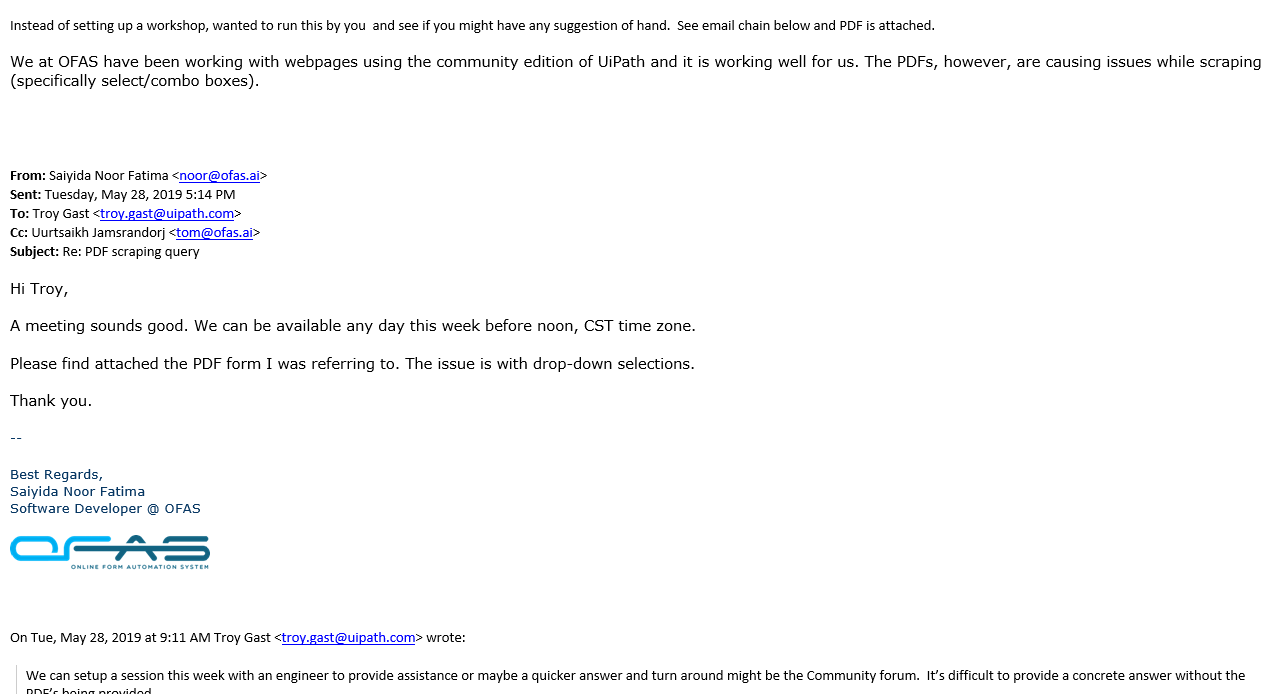 Instead of setting up a workshop, wanted to run this by you  and see if you might have any suggestion of hand.  See email chain below and PDF is attached.
We at OFAS have been working with webpages using the community edition of UiPath and it is working well for us. The PDFs, however, are causing issues while scraping
(specifically select/combo boxes).
From: Saiyida Noor Fatima <noor@ofas.ai>
Sent: Tuesday, May 28, 2019 5:14 PM
To: Troy Gast <troy.gast@uipath.com>
Cc: Uurtsaikh Jamsrandorj <tom@ofas.ai>
Subject: Re: PDF scraping query
Hi Troy,
A meeting sounds good. We can be available any day this week before noon, CST time zone.
Please find attached the PDF form I was referring to. The issue is with drop-down selections.
Thank you.
--
Best Regards,
Saiyida Noor Fatima
Software Developer @ OFAS
OFAS
ONLINE FORM AUTOMATION SYSTEM
On Tue, May 28, 2019 at 9:11 AM Troy Gast <troy.gast@uipath.com> wrote:
We can setup a session this week with an engineer to provide assistance or maybe a quicker answer and turn around might be the Community forum.  It's difficult to provide a concrete answer without the
PDF's being provided